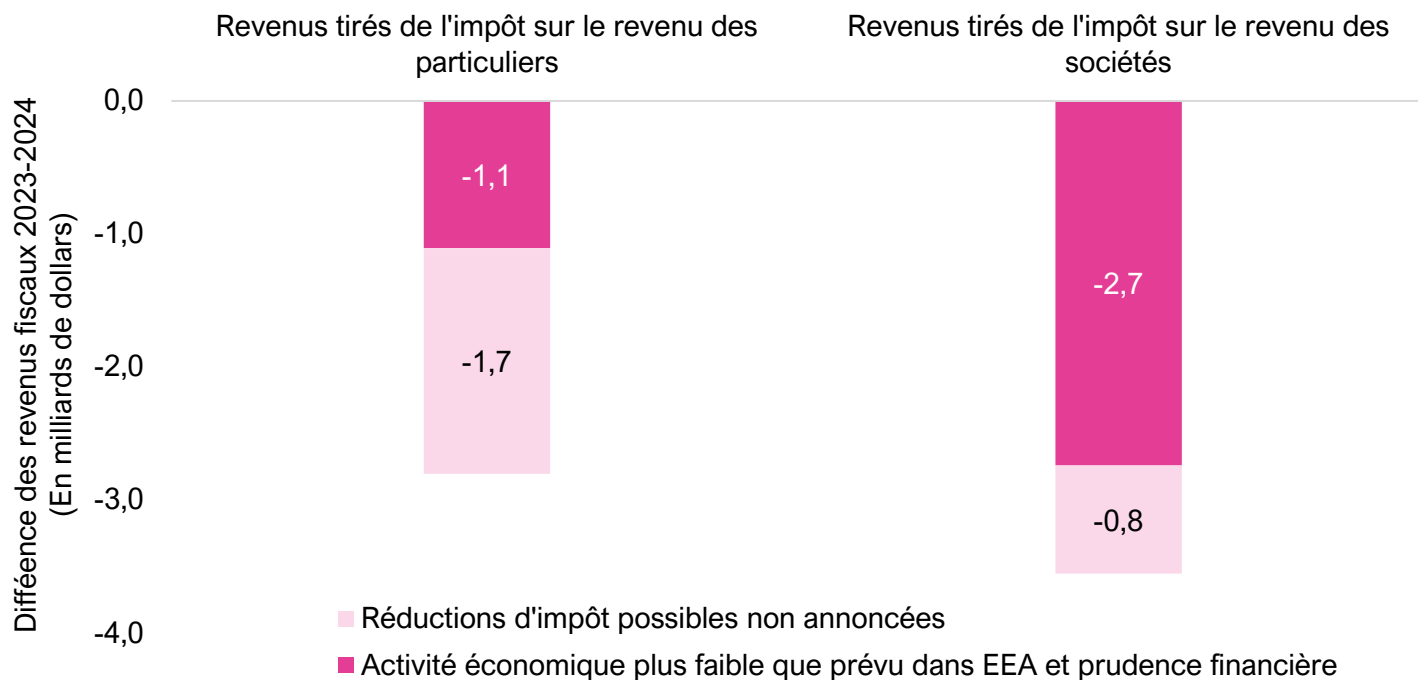 Revenus tirés de l'impôt sur le revenu des
particuliers
Revenus tirés de l'impôt sur le revenu des
sociétés
Difféence des revenus fiscaux 2023-2024
(En milliards de dollars)
0,0
-1,0
-2,0
-3,0
-4,0
-1,1
-1,7
-2,7
-0,8
Réductions d'impôt possibles non annoncées
Activité économique plus faible que prévu dans EEA et prudence financière